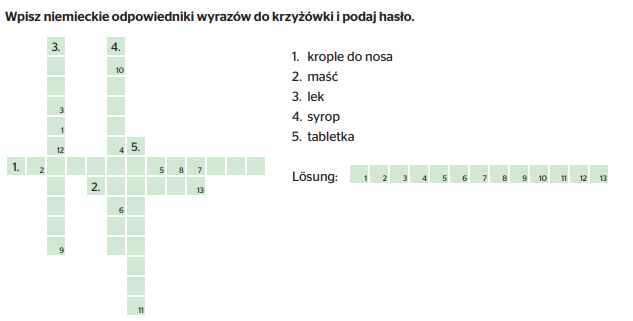 Wpisz niemieckie odpowiedniki wyrazów do krzyżówki i podaj hasło.
3. 4.
10
3
1
12 4 5.
1. 2 5 8 7
2. 13
6
9
11
1. krople do nosa
2. maść
3. lek
4. syrop
5. tabletka
Lösung: 1 2 3 4 5 6 7 8 9 10 11 12 13